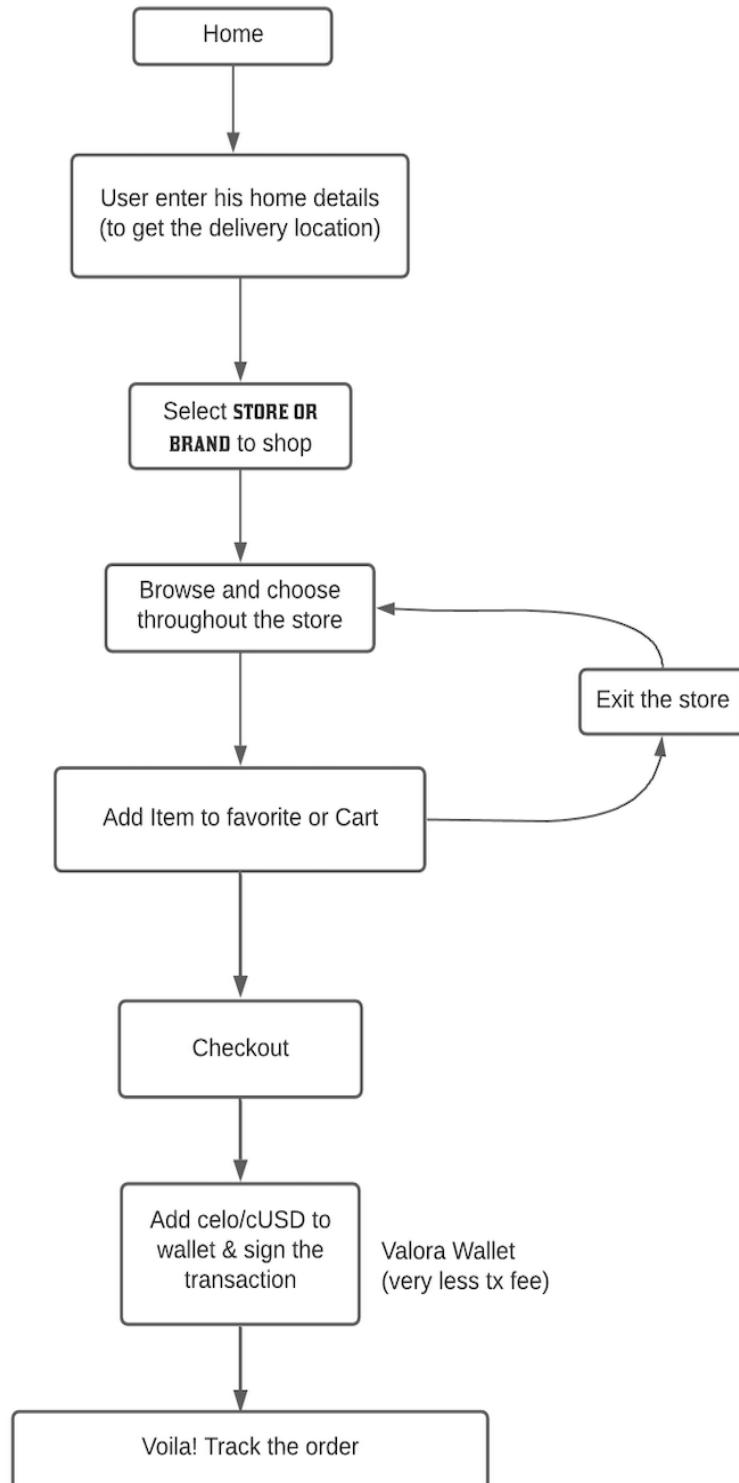 Home
User enter his home details
(to get the delivery location)
Select STORE OR
BRAND to shop
Browse and choose
throughout the store
Exit the store
Add Item to favorite or Cart
Checkout
Add celo/cUSD to
wallet & sign the
transaction
Valora Wallet
(very less tx fee)
Voila! Track the order